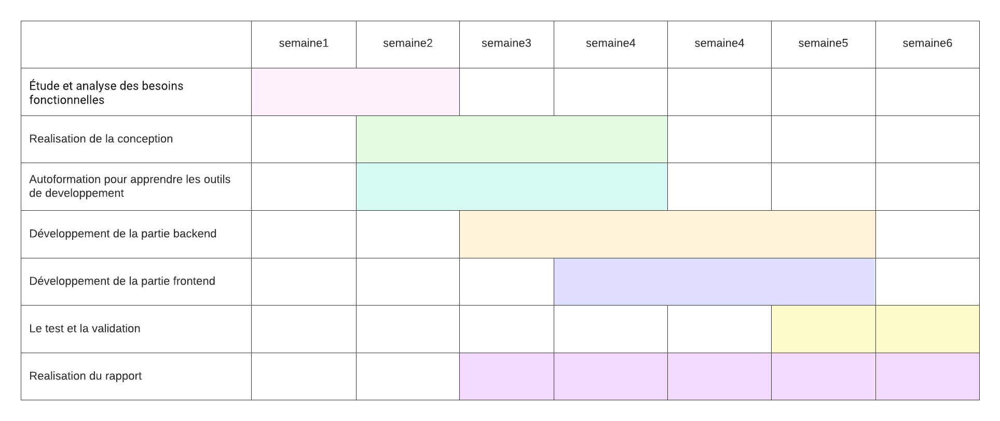 semaine1 semaine2 semaine3 semaine4 semaine4 semaine5 semaine6
Étude et analyse des besoins
fonctionnelles
Realisation de la conception
Autoformation pour apprendre les outils
de developpement
Développement de la partie backend
Développement de la partie frontend
Le test et la validation
Realisation du rapport